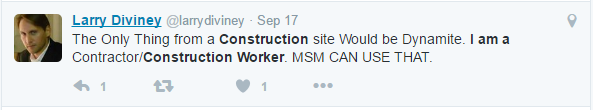 Larry Diviney @larrydiviney · Sep 17
The Only Thing from a Construction site Would be Dynamite. I am a
Contractor/Construction Worker. MSM CAN USE THAT.
1 1